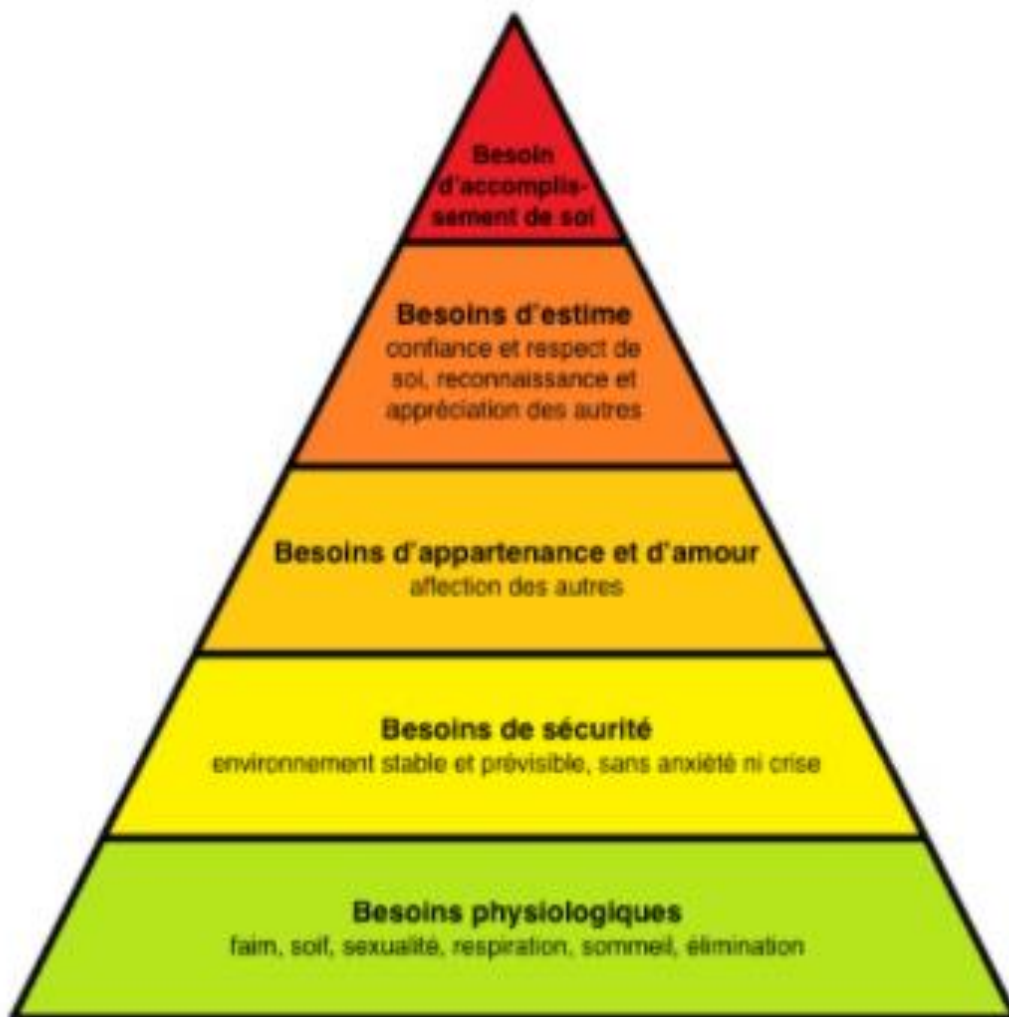 Besoin
d'accomplis-
sement de soi
Besoins d'estime
confiance et respect de
soi, reconnaissance et
appréciation des autres
Besoins d'appartenance et d'amour
affection des autres
Besoins de sécurité
environnement stable et prévisible, sans anxiété ni crise
Besoins physiologiques
faim, soif, sexualité, respiration, sommeil, élimination